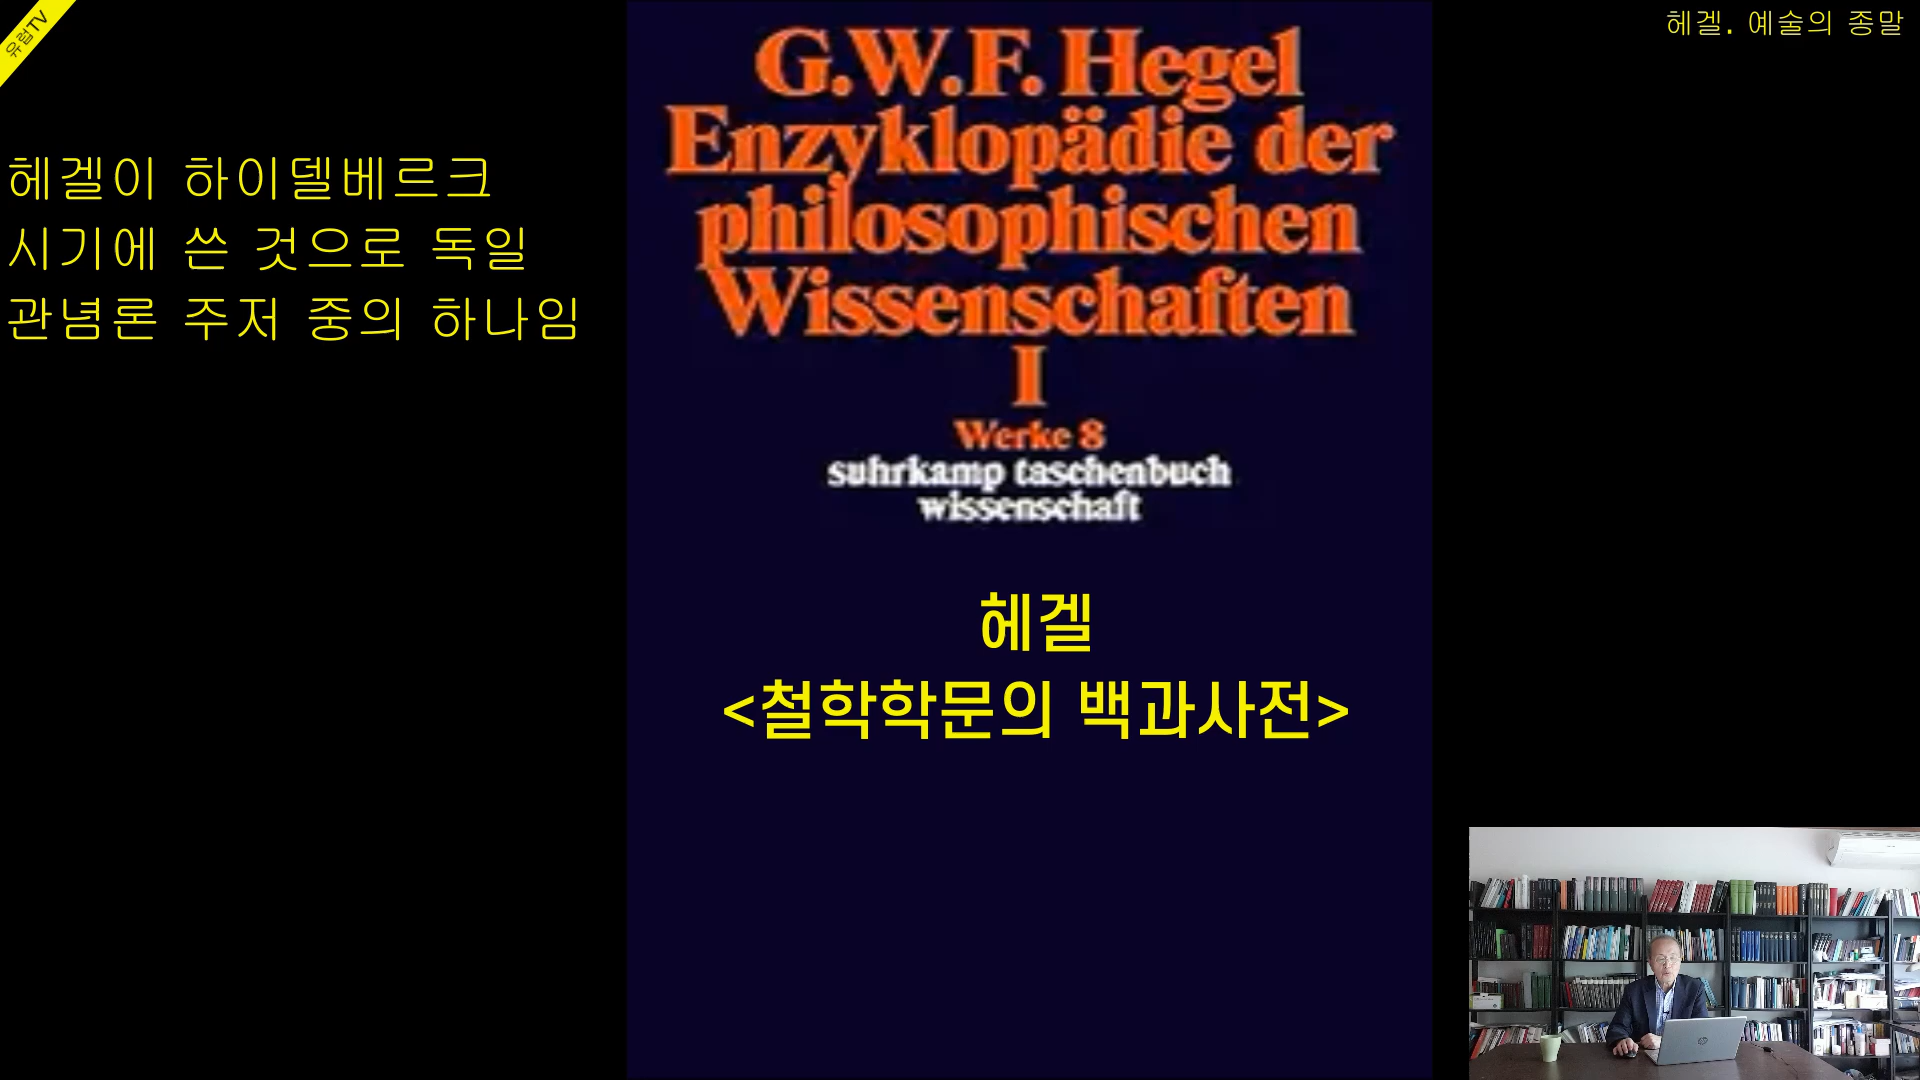 유럽TV
헤겔. 예술의 종말
헤겔이 하이델베르크
시기에 쓴 것으로 독일
관념론 주저 중의 하나임
G.W.F. Hegel
Enzyklopädie der
philosophischen
Wissenschaften
I
Werke 8
suhrkamp taschenbuch
wissenschaft
헤겔
<철학학문의 백과사전>